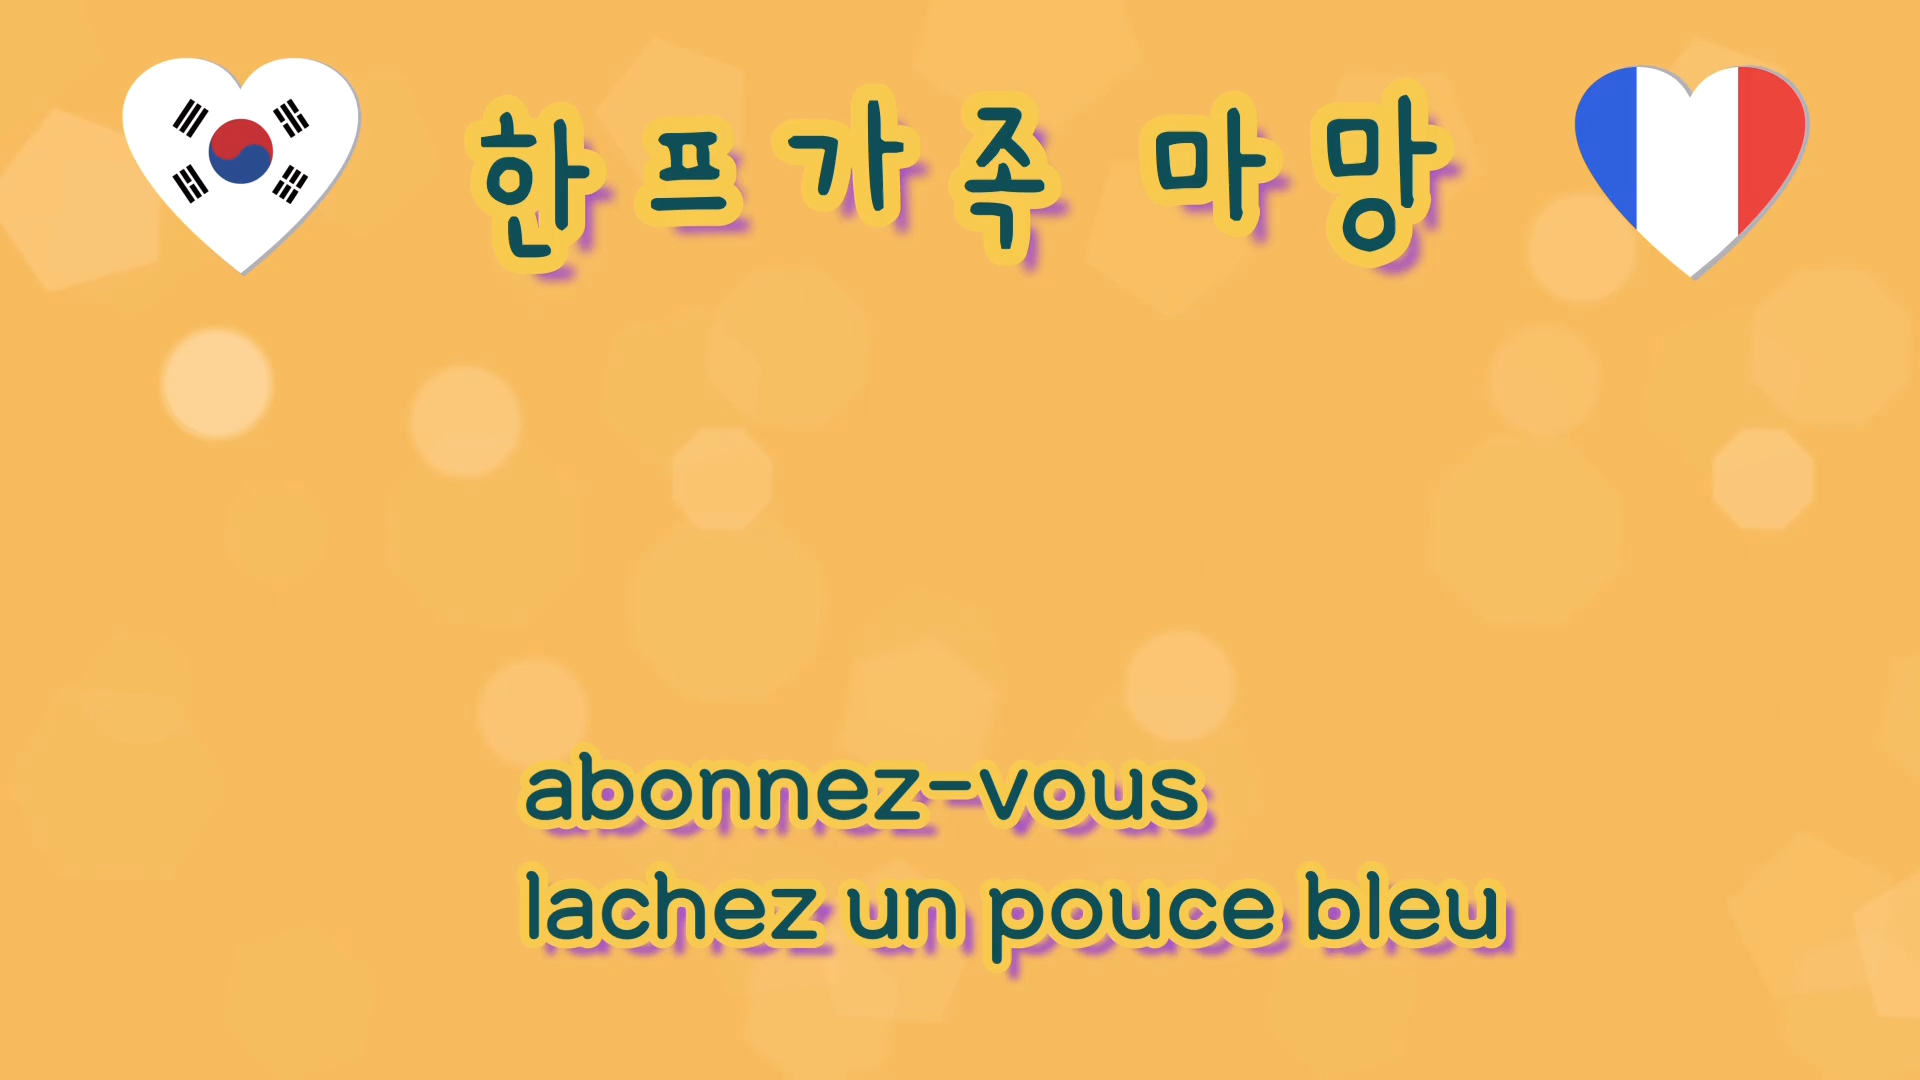 한프가족 마망
abonnez-vous
lachez un pouce bleu